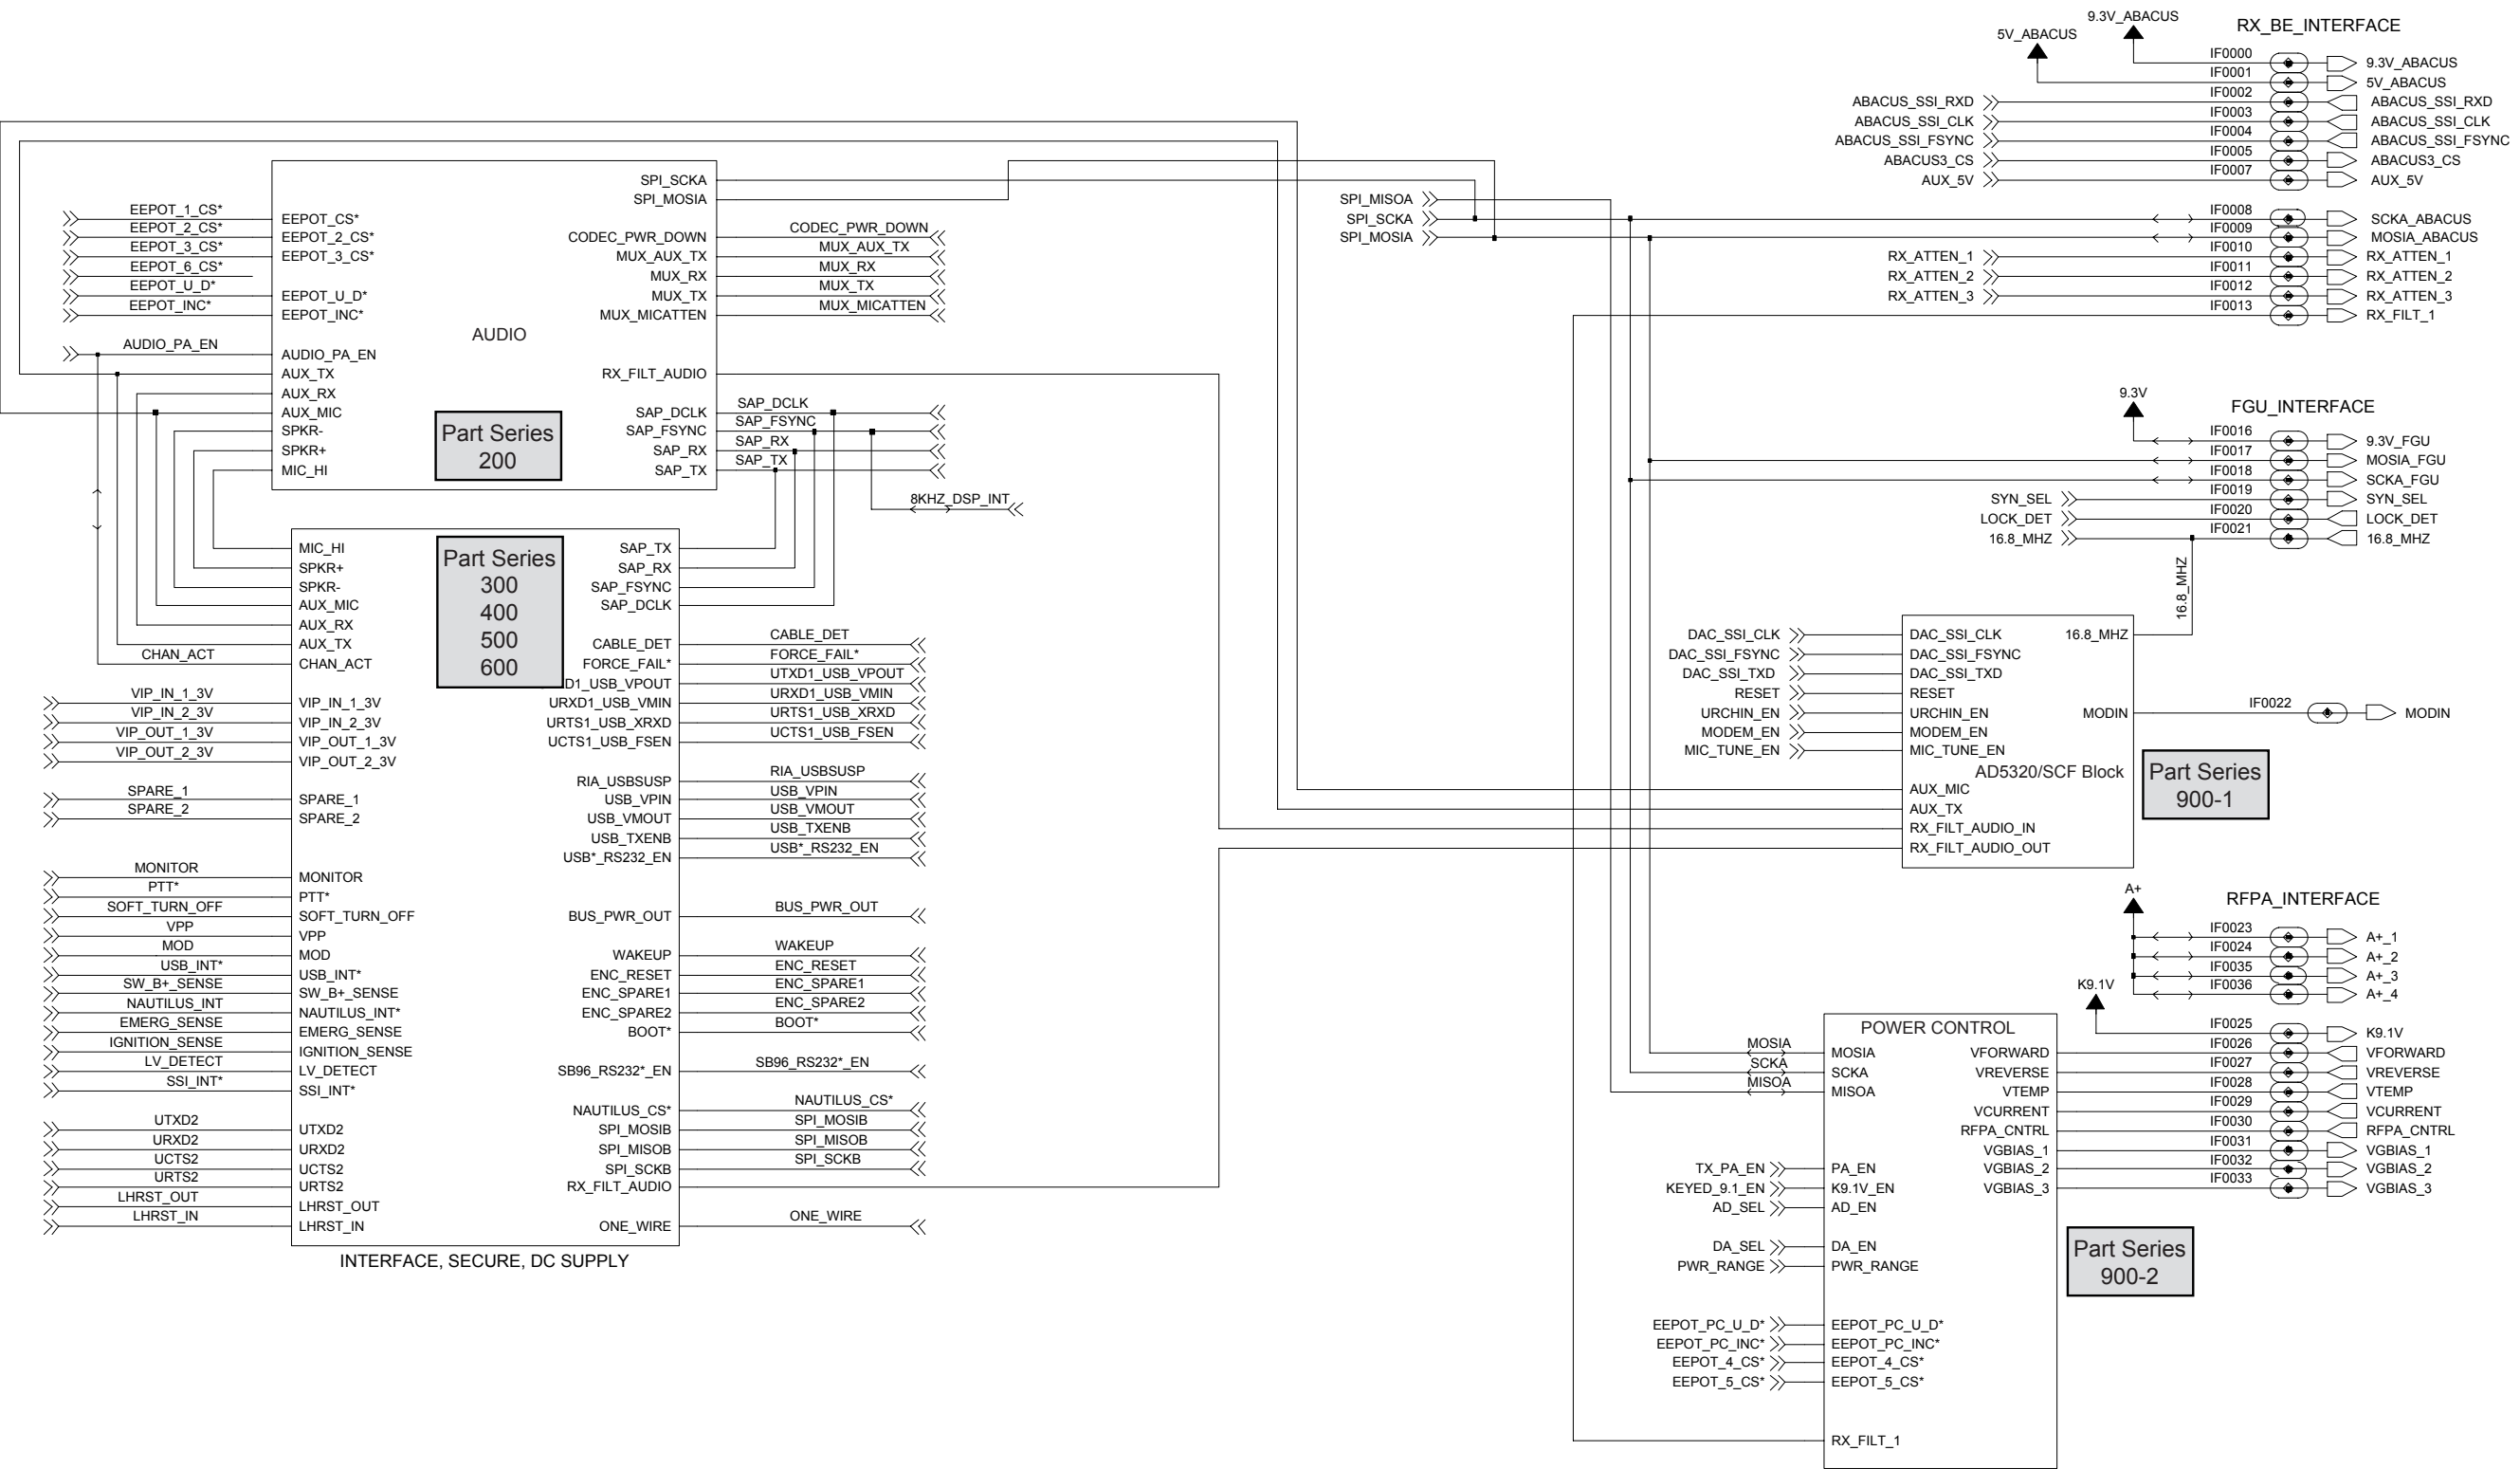 9.3V_ABACUS
5V_ABACUS
RX_BE_INTERFACE
IF0000
9.3V_ABACUS
IF0001
5V_ABACUS
ABACUS_SSI_RXD
IF0002
ABACUS_SSI_RXD
ABACUS_SSI_CLK
IF0003
ABACUS_SSI_CLK
ABACUS_SSI_FSYNC
IF0004
ABACUS_SSI_FSYNC
ABACUS3_CS
IF0005
ABACUS3_CS
AUX_5V
IF0007
AUX_5V
SPI_MISOA
SPI_SCKA
SPI_MOSIA
IF0008
SCKA_ABACUS
IF0009
MOSIA_ABACUS
RX_ATTEN_1
IF0010
RX_ATTEN_1
RX_ATTEN_2
IF0011
RX_ATTEN_2
RX_ATTEN_3
IF0012
RX_ATTEN_3
IF0013
RX_FILT_1
EEPOT_1_CS*
EEPOT_2_CS*
EEPOT_3_CS*
EEPOT_6_CS*
EEPOT_U_D*
EEPOT_INC*
AUDIO_PA_EN
EEPOT_CS*
EEPOT_2_CS*
EEPOT_3_CS*
EEPOT_U_D*
EEPOT_INC*
AUDIO_PA_EN
AUX_TX
AUX_RX
AUX_MIC
SPKR-
SPKR+
MIC_HI
AUDIO
Part Series
200
SPI_SCKA
SPI_MOSIA
CODEC_PWR_DOWN
MUX_AUX_TX
MUX_RX
MUX_TX
MUX_MICATTEN
RX_FILT_AUDIO
SAP_DCLK
SAP_FSYNC
SAP_RX
SAP_TX
CODEC_PWR_DOWN
MUX_AUX_TX
MUX_RX
MUX_TX
MUX_MICATTEN
SAP_DCLK
SAP_FSYNC
SAP_RX
SAP_TX
8KHZ_DSP_INT
9.3V
FGU_INTERFACE
IF0016
9.3V_FGU
IF0017
MOSIA_FGU
IF0018
SCKA_FGU
SYN_SEL
IF0019
SYN_SEL
LOCK_DET
IF0020
LOCK_DET
16.8_MHZ
IF0021
16.8_MHZ
16.8_MHZ
CHAN_ACT
VIP_IN_1_3V
VIP_IN_2_3V
VIP_OUT_1_3V
VIP_OUT_2_3V
SPARE_1
SPARE_2
MONITOR
PTT*
SOFT_TURN_OFF
VPP
MOD
USB_INT*
SW_B+_SENSE
NAUTILUS_INT
EMERG_SENSE
IGNITION_SENSE
LV_DETECT
SSI_INT*
UTXD2
URXD2
UCTS2
URTS2
LHRST_OUT
LHRST_IN
MIC_HI
SPKR+
SPKR-
AUX_MIC
AUX_RX
AUX_TX
CHAN_ACT
VIP_IN_1_3V
VIP_IN_2_3V
VIP_OUT_1_3V
VIP_OUT_2_3V
SPARE_1
SPARE_2
MONITOR
PTT*
SOFT_TURN_OFF
VPP
MOD
USB_INT*
SW_B+_SENSE
NAUTILUS_INT*
EMERG_SENSE
IGNITION_SENSE
LV_DETECT
SSI_INT*
UTXD2
URXD2
UCTS2
URTS2
LHRST_OUT
LHRST_IN
Part Series
300
400
500
600
SAP_TX
SAP_RX
SAP_FSYNC
SAP_DCLK
CABLE_DET
FORCE_FAIL*
D1_USB_VPOUT
URXD1_USB_VMIN
URTS1_USB_XRXD
UCTS1_USB_FSEN
RIA_USBSUSP
USB_VPIN
USB_VMOUT
USB_TXENB
USB*_RS232_EN
BUS_PWR_OUT
WAKEUP
ENC_RESET
ENC_SPARE1
ENC_SPARE2
BOOT*
SB96_RS232*_EN
NAUTILUS_CS*
SPI_MOSIB
SPI_MISOB
SPI_SCKB
RX_FILT_AUDIO
ONE_WIRE
CABLE_DET
FORCE_FAIL*
UTXD1_USB_VPOUT
URXD1_USB_VMIN
URTS1_USB_XRXD
UCTS1_USB_FSEN
RIA_USBSUSP
USB_VPIN
USB_VMOUT
USB_TXENB
USB*_RS232_EN
BUS_PWR_OUT
WAKEUP
ENC_RESET
ENC_SPARE1
ENC_SPARE2
BOOT*
SB96_RS232*_EN
NAUTILUS_CS*
SPI_MOSIB
SPI_MISOB
SPI_SCKB
ONE_WIRE
INTERFACE, SECURE, DC SUPPLY
DAC_SSI_CLK
DAC_SSI_FSYNC
DAC_SSI_TXD
RESET
URCHIN_EN
MODEM_EN
MIC_TUNE_EN
DAC_SSI_CLK
DAC_SSI_FSYNC
DAC_SSI_TXD
RESET
URCHIN_EN
MODEM_EN
MIC_TUNE_EN
AD5320/SCF Block
AUX_MIC
AUX_TX
RX_FILT_AUDIO_IN
RX_FILT_AUDIO_OUT
16.8_MHZ
MODIN
IF0022
MODIN
Part Series
900-1
A+
RFPA_INTERFACE
IF0023
A+_1
IF0024
A+_2
IF0035
A+_3
IF0036
A+_4
K9.1V
IF0025
K9.1V
IF0026
VFORWARD
IF0027
VREVERSE
IF0028
VTEMP
IF0029
VCURRENT
IF0030
RFPA_CNTRL
IF0031
VGBIAS_1
IF0032
VGBIAS_2
IF0033
VGBIAS_3
POWER CONTROL
MOSIA
SCKA
MISOA
TX_PA_EN
KEYED_9.1_EN
AD_SEL
DA_SEL
PWR_RANGE
EEPOT_PC_U_D*
EEPOT_PC_INC*
EEPOT_4_CS*
EEPOT_5_CS*
MOSIA
SCKA
MISOA
PA_EN
K9.1V_EN
AD_EN
DA_EN
PWR_RANGE
EEPOT_PC_U_D*
EEPOT_PC_INC*
EEPOT_4_CS*
EEPOT_5_CS*
RX_FILT_1
VFORWARD
VREVERSE
VTEMP
VCURRENT
RFPA_CNTRL
VGBIAS_1
VGBIAS_2
VGBIAS_3
Part Series
900-2